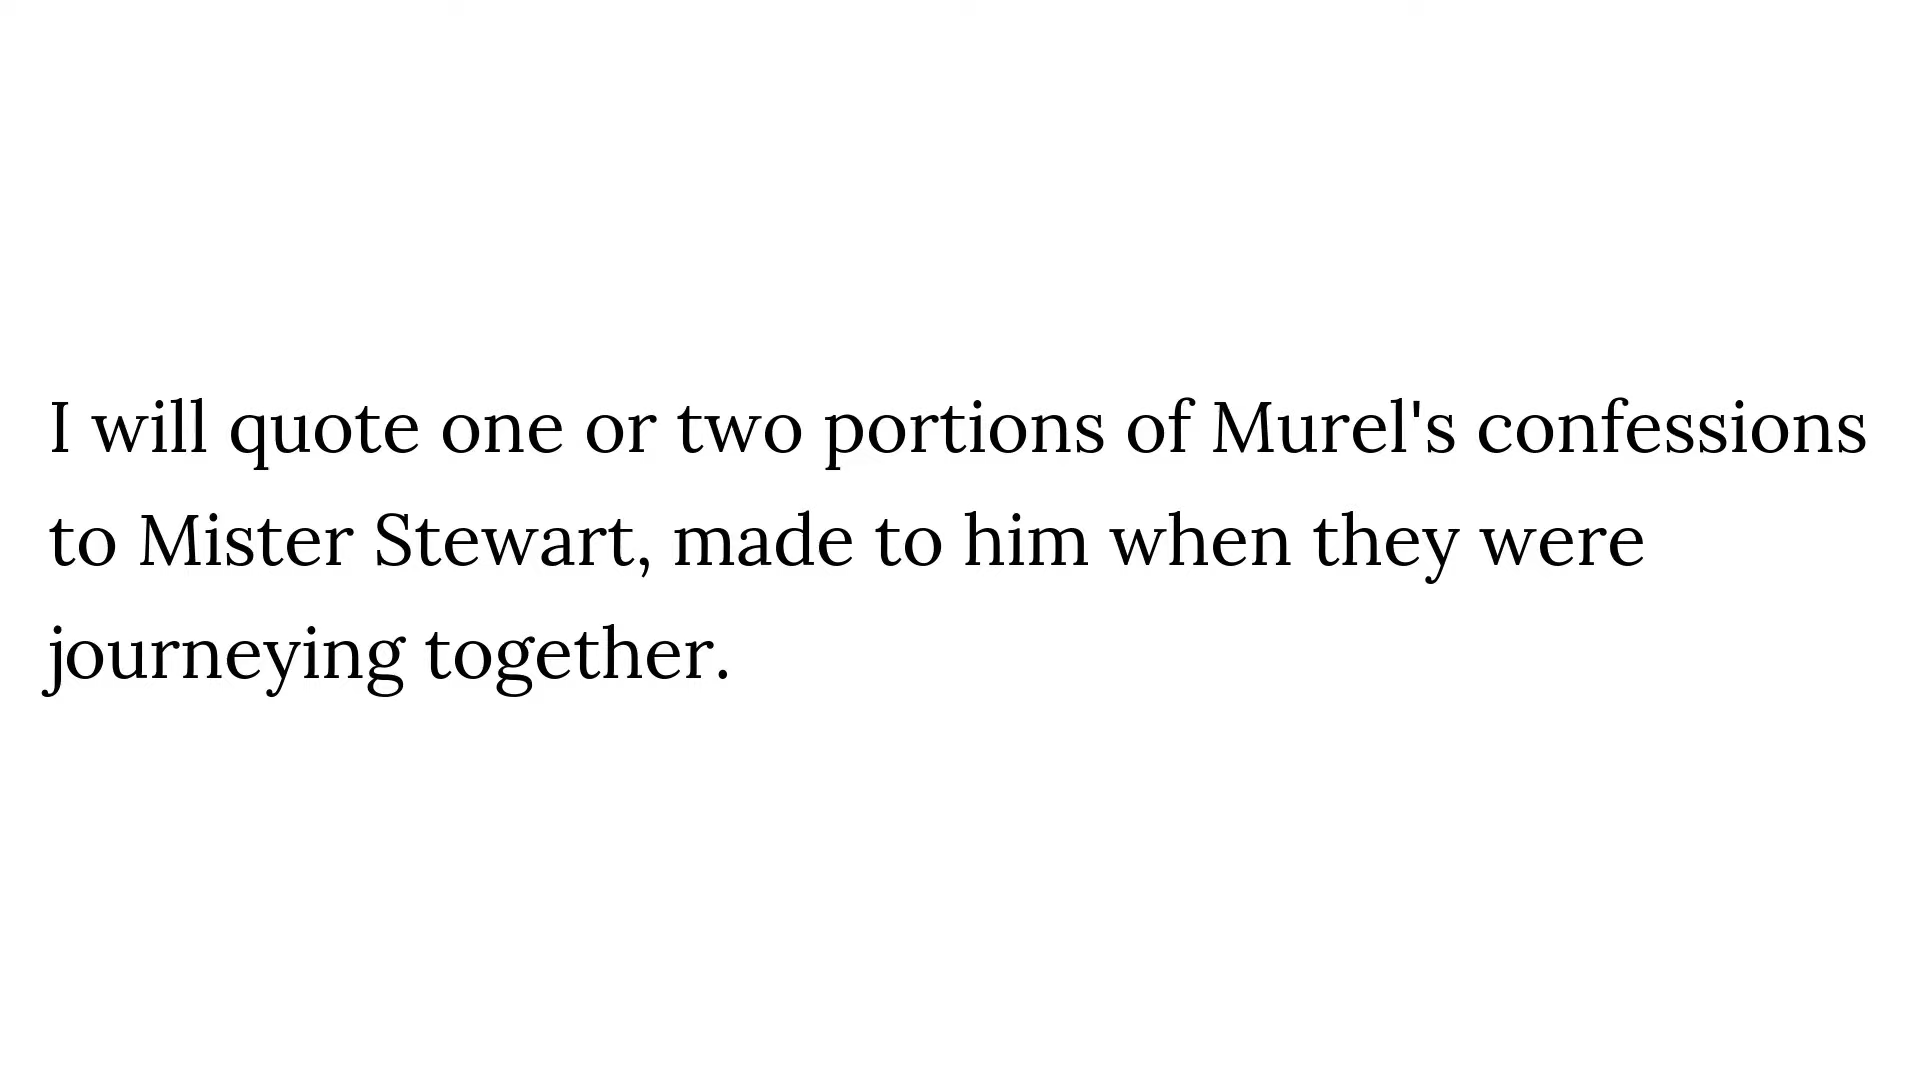 I will quote one or two portions of Murel's confessions
to Mister Stewart, made to him when they were
journeying together.